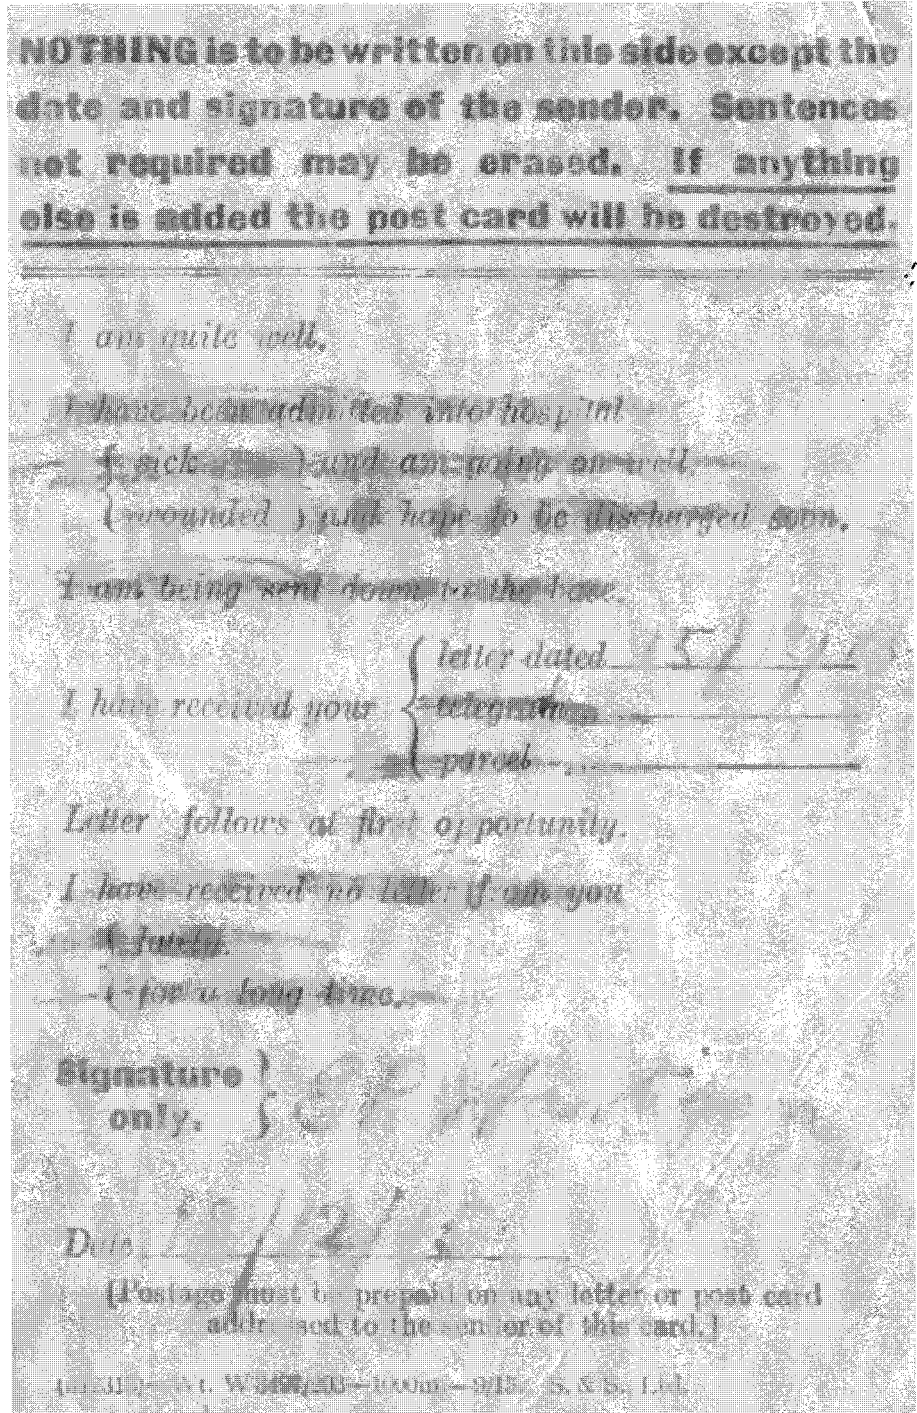 NOTHING is to be written on this side except the
date and signature of the sender. Sentences
not required may be erased. If anything
else is added the post card will be destroyed.
I am quite well.
I have been admitted into hospital
{ sick } and am going on well.
{ wounded } and hope to be discharged soon.
I am being sent down to the base.
{ letter dated
I have received your { telegram
{ parcel
Letter follows at first opportunity.
I have received no letter from you
{ lately.
{ for a long time.
Signature }
only. }
Date
[Postage must be prepaid on any letter or post card
addressed to the sender of this card.]
9/15. S. & S., Ltd.